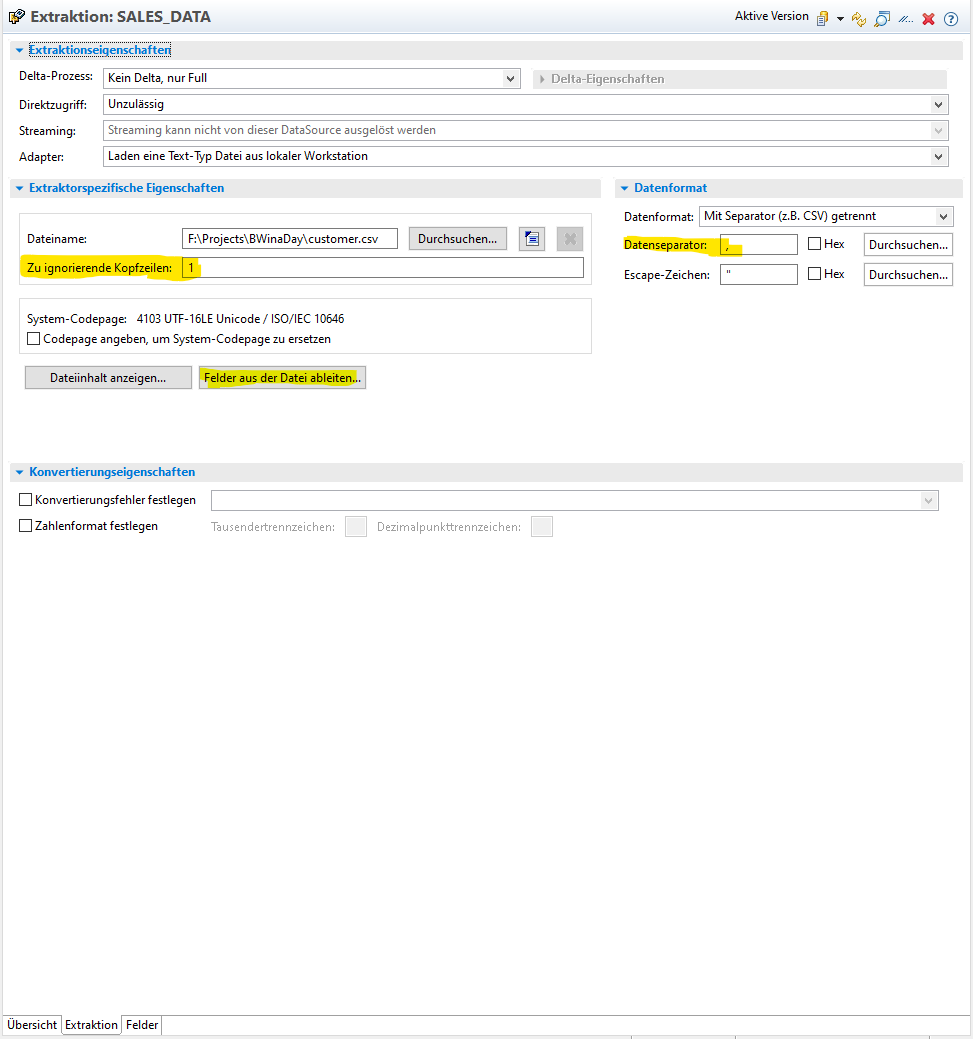 Extraktion: SALES_DATA
Aktive Version
Extraktionseigenschaften
Delta-Prozess: Kein Delta, nur Full
Delta-Eigenschaften
Direktzugriff: Unzulässig
Streaming: Streaming kann nicht von dieser DataSource ausgelöst werden
Adapter: Laden eine Text-Typ Datei aus lokaler Workstation
Extraktorspezifische Eigenschaften
Dateiname: F:\Projects\BWinaDay\customer.csv Durchsuchen...
Zu ignorierende Kopfzeilen: 1
System-Codepage: 4103 UTF-16LE Unicode / ISO/IEC 10646
Codepage angeben, um System-Codepage zu ersetzen
Dateiinhalt anzeigen... Felder aus der Datei ableiten...
Datenformat
Datenformat: Mit Separator (z.B. CSV) getrennt
Datenseparator: , Hex Durchsuchen...
Escape-Zeichen: " Hex Durchsuchen...
Konvertierungseigenschaften
Konvertierungsfehler festlegen
Zahlenformat festlegen Tausendertrennzeichen: Dezimalpunkttrennzeichen:
Übersicht Extraktion Felder